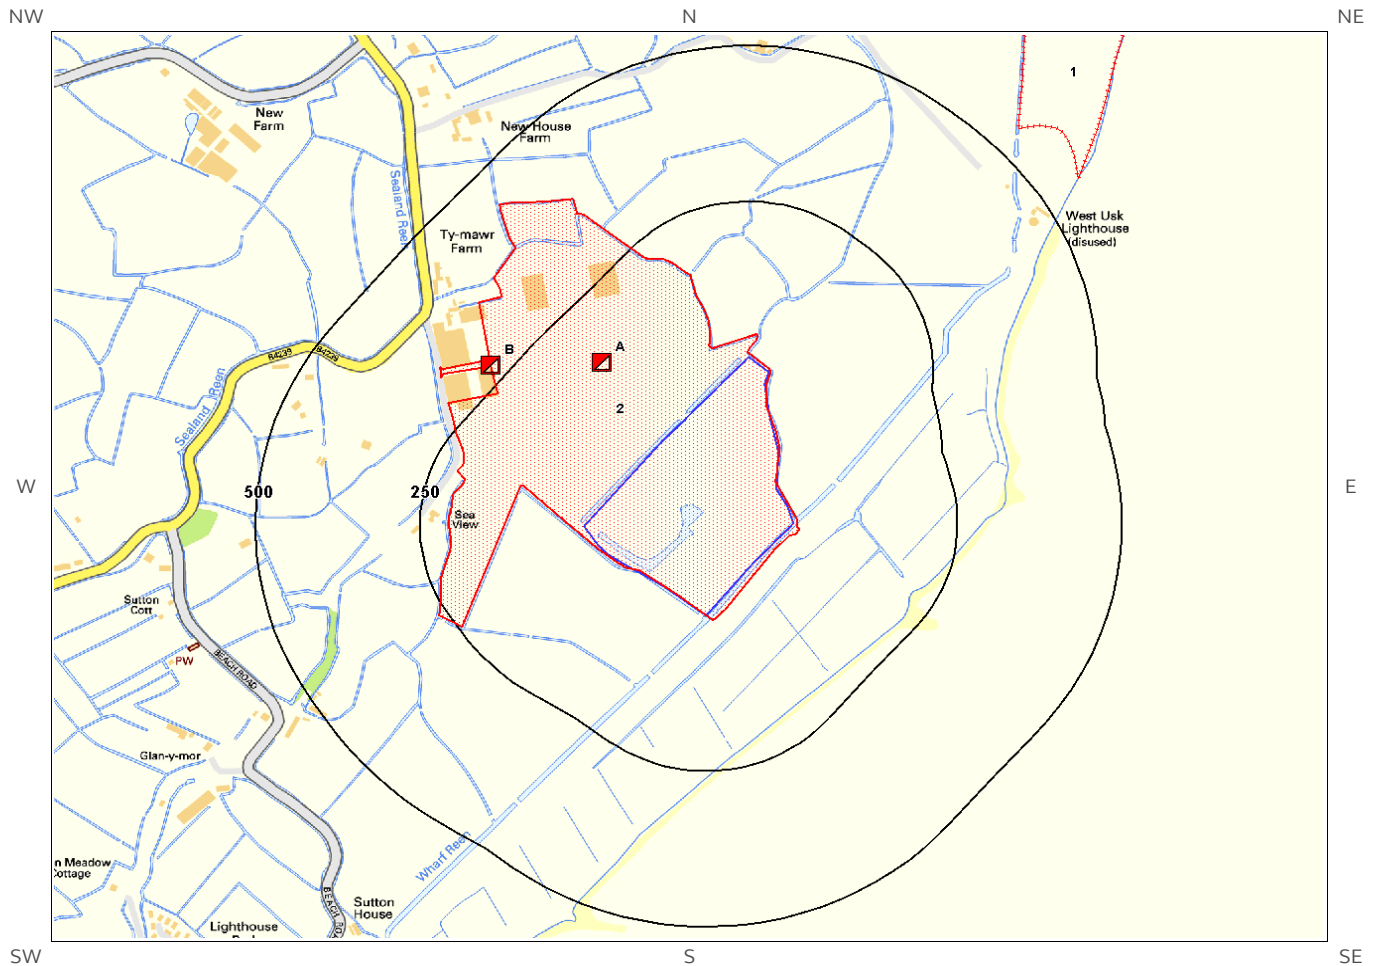 NW
N
NE
1
New
Farm
New House
Farm
Sealand Reen
West Usk
Lighthouse
(disused)
Ty-mawr
Farm
B
A
B4239
B4239
2
Sealand Reen
W
500
250
E
Sea
View
Sutton
Cott
PW
BEACH ROAD
Glan-y-mor
Wharf Reen
n Meadow
Cottage
BEACH ROA
Sutton
House
Lighthouse
SW
S
SE